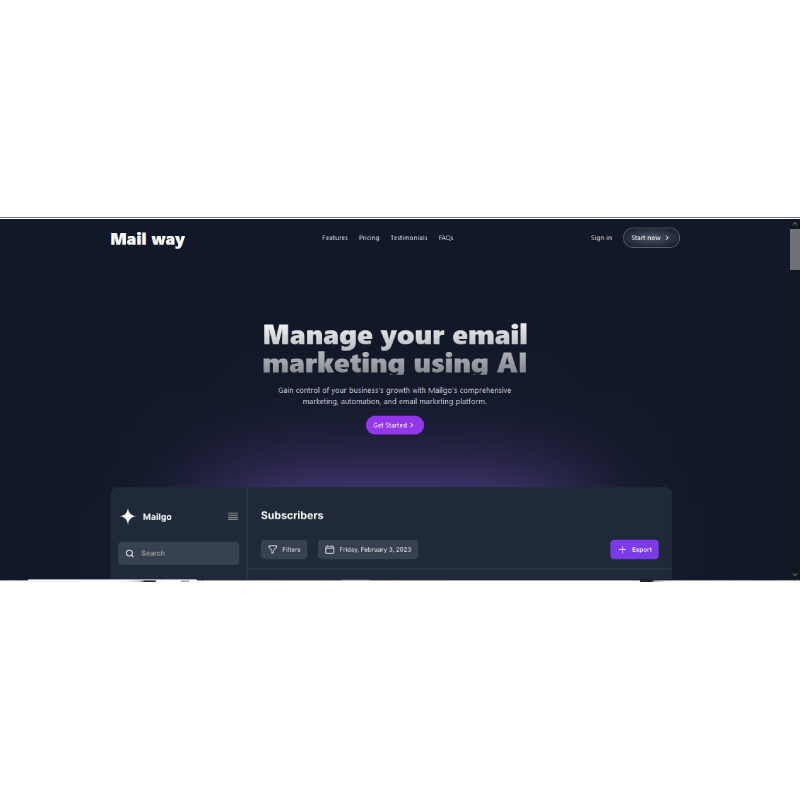 Mail way
Features Pricing Testimonials FAQs
Sign in Start now
Manage your email
marketing using AI
Gain control of your business's growth with Mailgo's comprehensive
marketing, automation, and email marketing platform.
Get Started
Mailgo
Search
Subscribers
Filters
Friday, February 3, 2023
Export